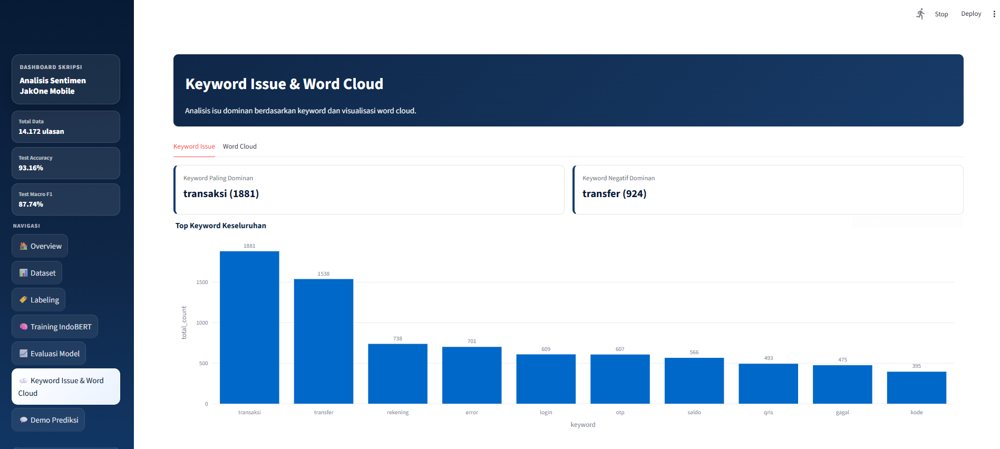 Stop
Deploy
DASHBOARD SKRIPSI
Analisis Sentimen
JakOne Mobile
Total Data
14.172 ulasan
Test Accuracy
93.16%
Test Macro F1
87.74%
NAVIGASI
Overview
Dataset
Labeling
Training IndoBERT
Evaluasi Model
Keyword Issue & Word
Cloud
Demo Prediksi
Keyword Issue & Word Cloud
Analisis isu dominan berdasarkan keyword dan visualisasi word cloud.
Keyword Issue
Word Cloud
Keyword Paling Dominan
transaksi (1881)
Keyword Negatif Dominan
transfer (924)
Top Keyword Keseluruhan
1881
1538
738
701
609
607
566
493
475
395
1500
1000
500
0
total_count
transaksi
transfer
rekening
error
login
otp
saldo
qris
gagal
kode
keyword